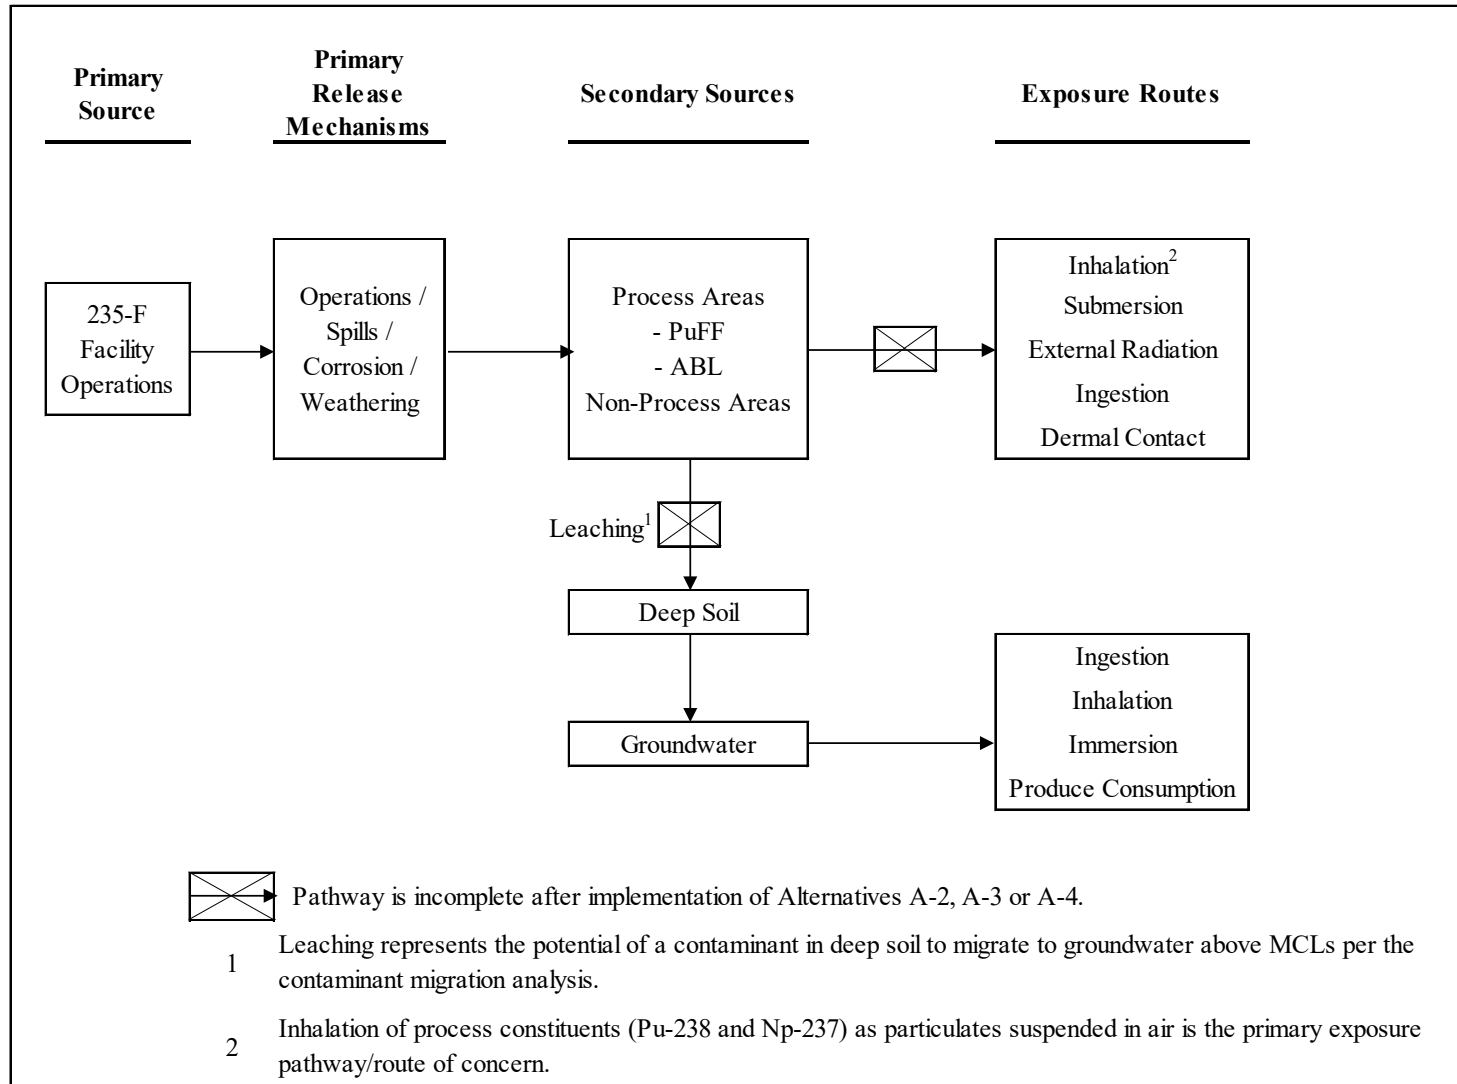 Primary
Source
Primary
Release
Mechanisms
Secondary Sources
Exposure Routes
235-F
Facility
Operations
Operations /
Spills /
Corrosion /
Weathering
Process Areas
- PuFF
- ABL
Non-Process Areas
Inhalation2
Submersion
External Radiation
Ingestion
Dermal Contact
Leaching1
Deep Soil
Groundwater
Ingestion
Inhalation
Immersion
Produce Consumption
Pathway is incomplete after implementation of Alternatives A-2, A-3 or A-4.
1 Leaching represents the potential of a contaminant in deep soil to migrate to groundwater above MCLs per the
contaminant migration analysis.
2 Inhalation of process constituents (Pu-238 and Np-237) as particulates suspended in air is the primary exposure
pathway/route of concern.